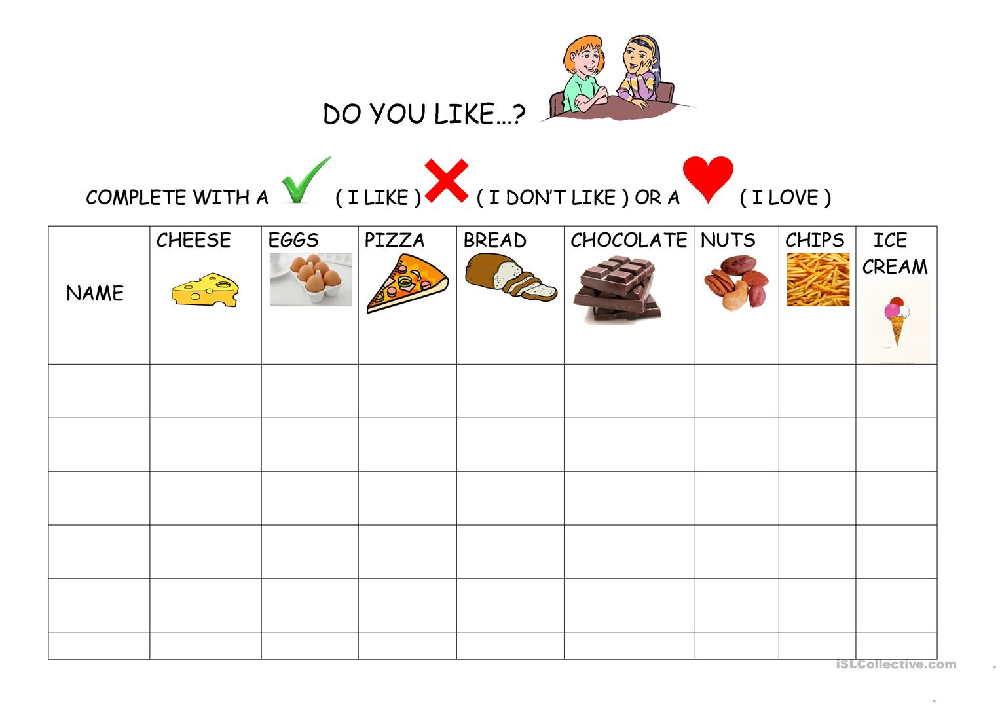 DO YOU LIKE...?
COMPLETE WITH A ( I LIKE ) ( I DON'T LIKE ) OR A ( I LOVE )
NAME
CHEESE
EGGS
PIZZA
BREAD
CHOCOLATE
NUTS
CHIPS
ICE
CREAM
iSLCollective.com